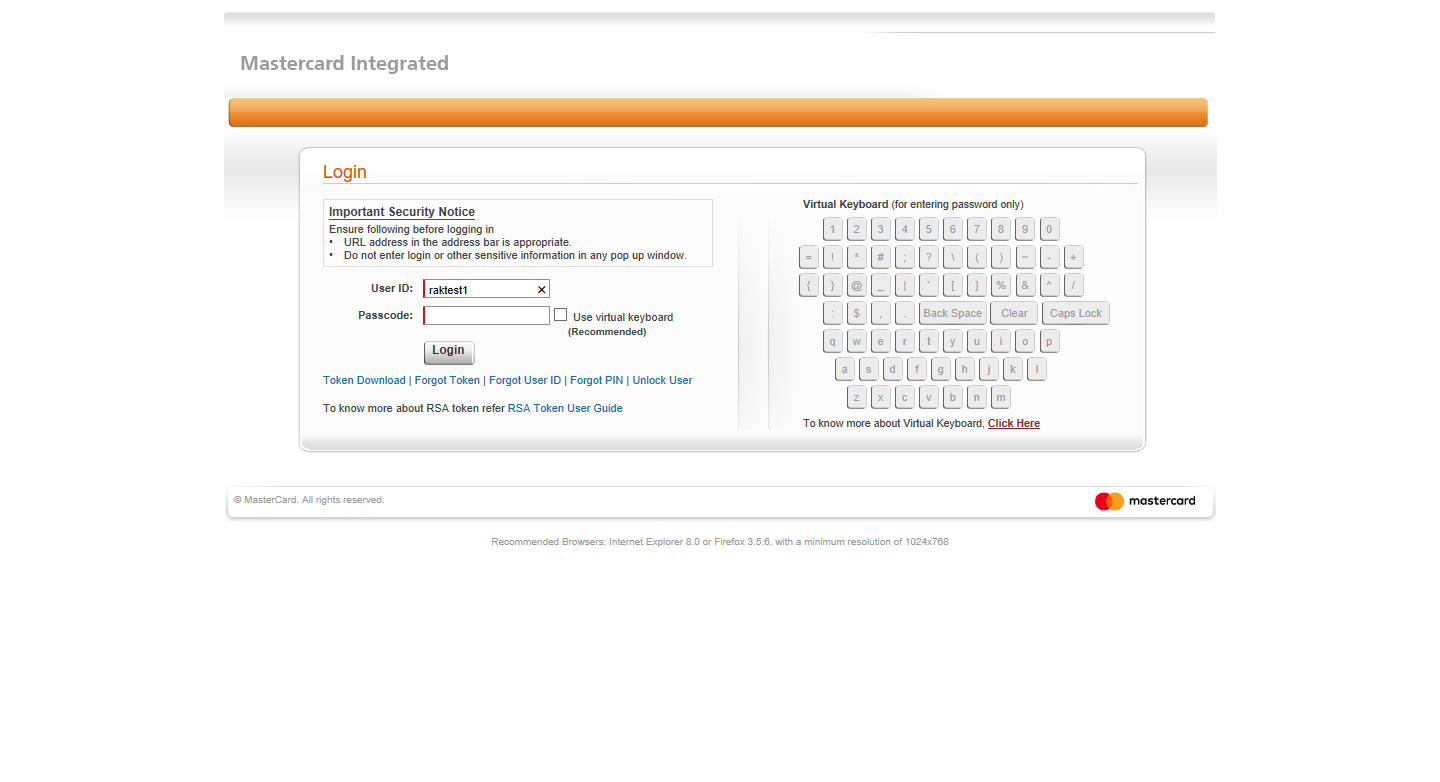 Mastercard Integrated
Login
Important Security Notice
Ensure following before logging in
• URL address in the address bar is appropriate.
• Do not enter login or other sensitive information in any pop up window.
User ID: raktest1 ✕
Passcode: Use virtual keyboard
(Recommended)
Login
Token Download | Forgot Token | Forgot User ID | Forgot PIN | Unlock User
To know more about RSA token refer RSA Token User Guide
Virtual Keyboard (for entering password only)
1 2 3 4 5 6 7 8 9 0
= ! * # ; ? \ ( ) ~ - +
{ } @ _ | ` [ ] % & ^ /
: $ , . Back Space Clear Caps Lock
q w e r t y u i o p
a s d f g h j k l
z x c v b n m
To know more about Virtual Keyboard, Click Here
© MasterCard. All rights reserved.
mastercard
Recommended Browsers: Internet Explorer 8.0 or Firefox 3.5.6. with a minimum resolution of 1024x768